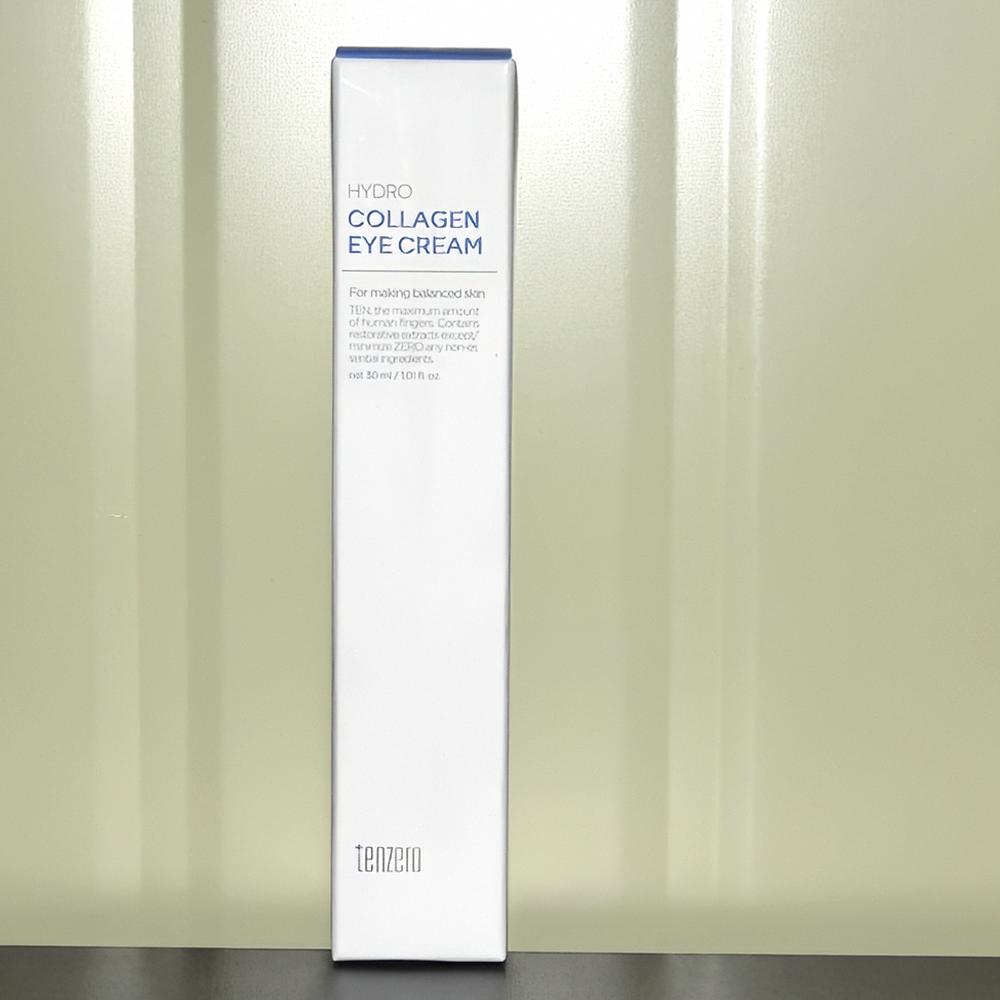 HYDRO
COLLAGEN
EYE CREAM
For making balanced skin
TEN, the maximum amount
of human fingers. Contains
restorative extracts except/
minimize ZERO any non-es
sential ingredients.
net 30 ml / 1.01 fl. oz.
tenzero